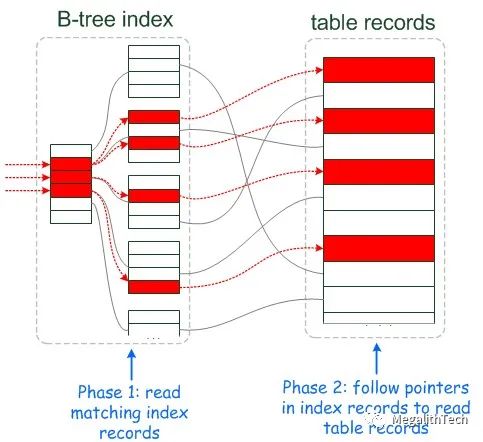 B-tree index
table records
...
. . .
Phase 1: read
matching index
records
Phase 2: follow pointers
in index records to read
table records
MegalithTech